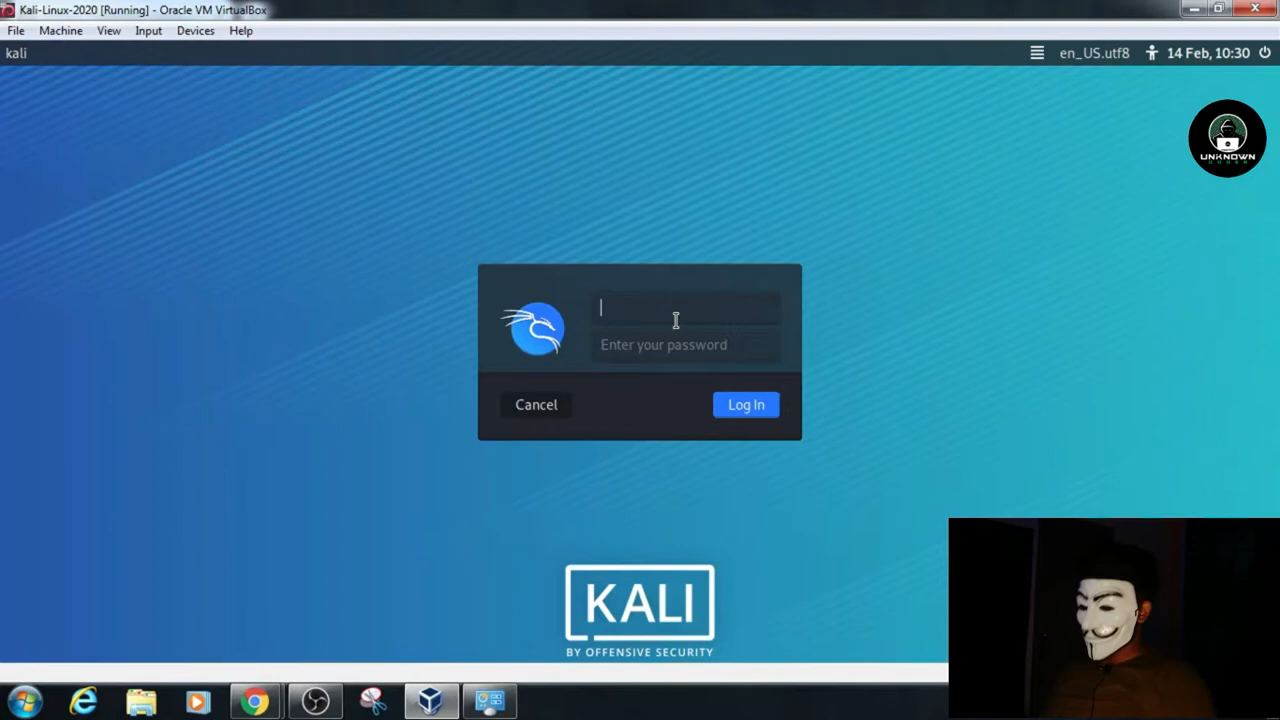 Kali-Linux-2020 [Running] - Oracle VM VirtualBox
File Machine View Input Devices Help
kali en_US.utf8 14 Feb, 10:30
UNKNOWN
CODER
Enter your password
Cancel Log In
KALI
BY OFFENSIVE SECURITY